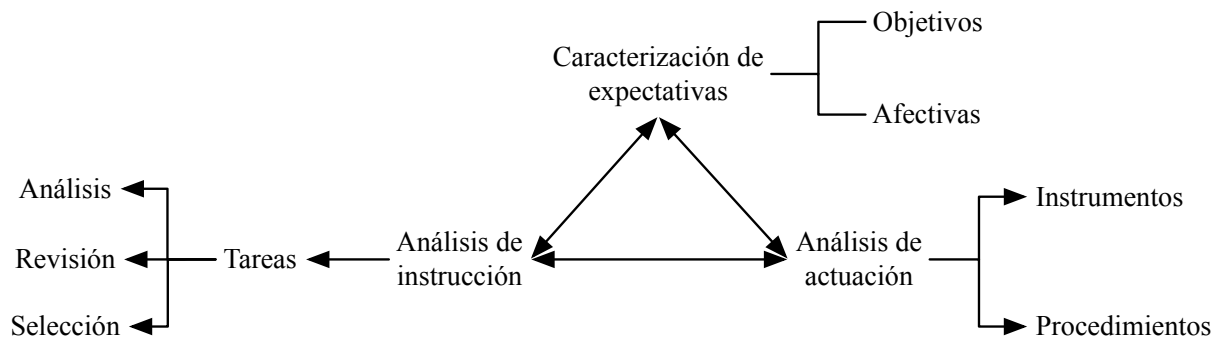 Objetivos
Caracterización de
expectativas
Afectivas
Análisis
Instrumentos
Revisión
Tareas
Análisis de
instrucción
Análisis de
actuación
Selección
Procedimientos